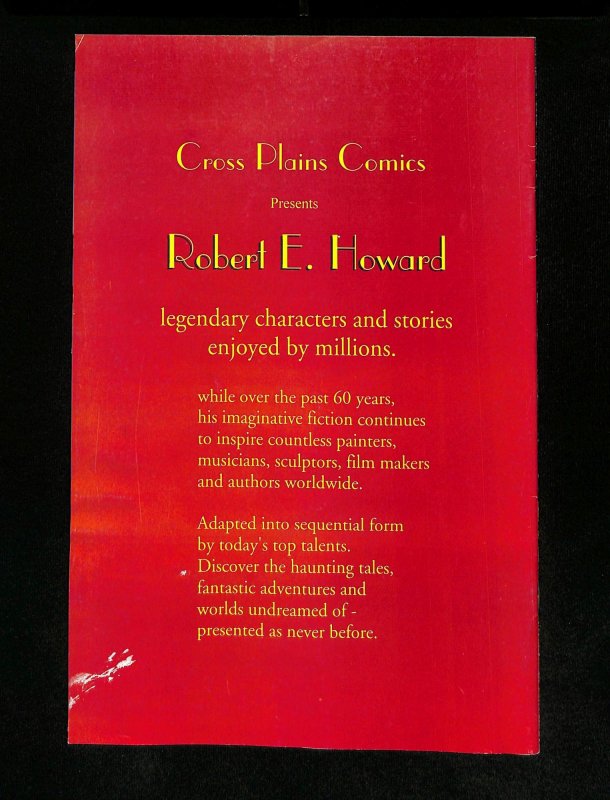 Cross Plains Comics
Presents
Robert E. Howard
legendary characters and stories
enjoyed by millions.
while over the past 60 years,
his imaginative fiction continues
to inspire countless painters,
musicians, sculptors, film makers
and authors worldwide.
Adapted into sequential form
by today's top talents.
Discover the haunting tales,
fantastic adventures and
worlds undreamed of -
presented as never before.